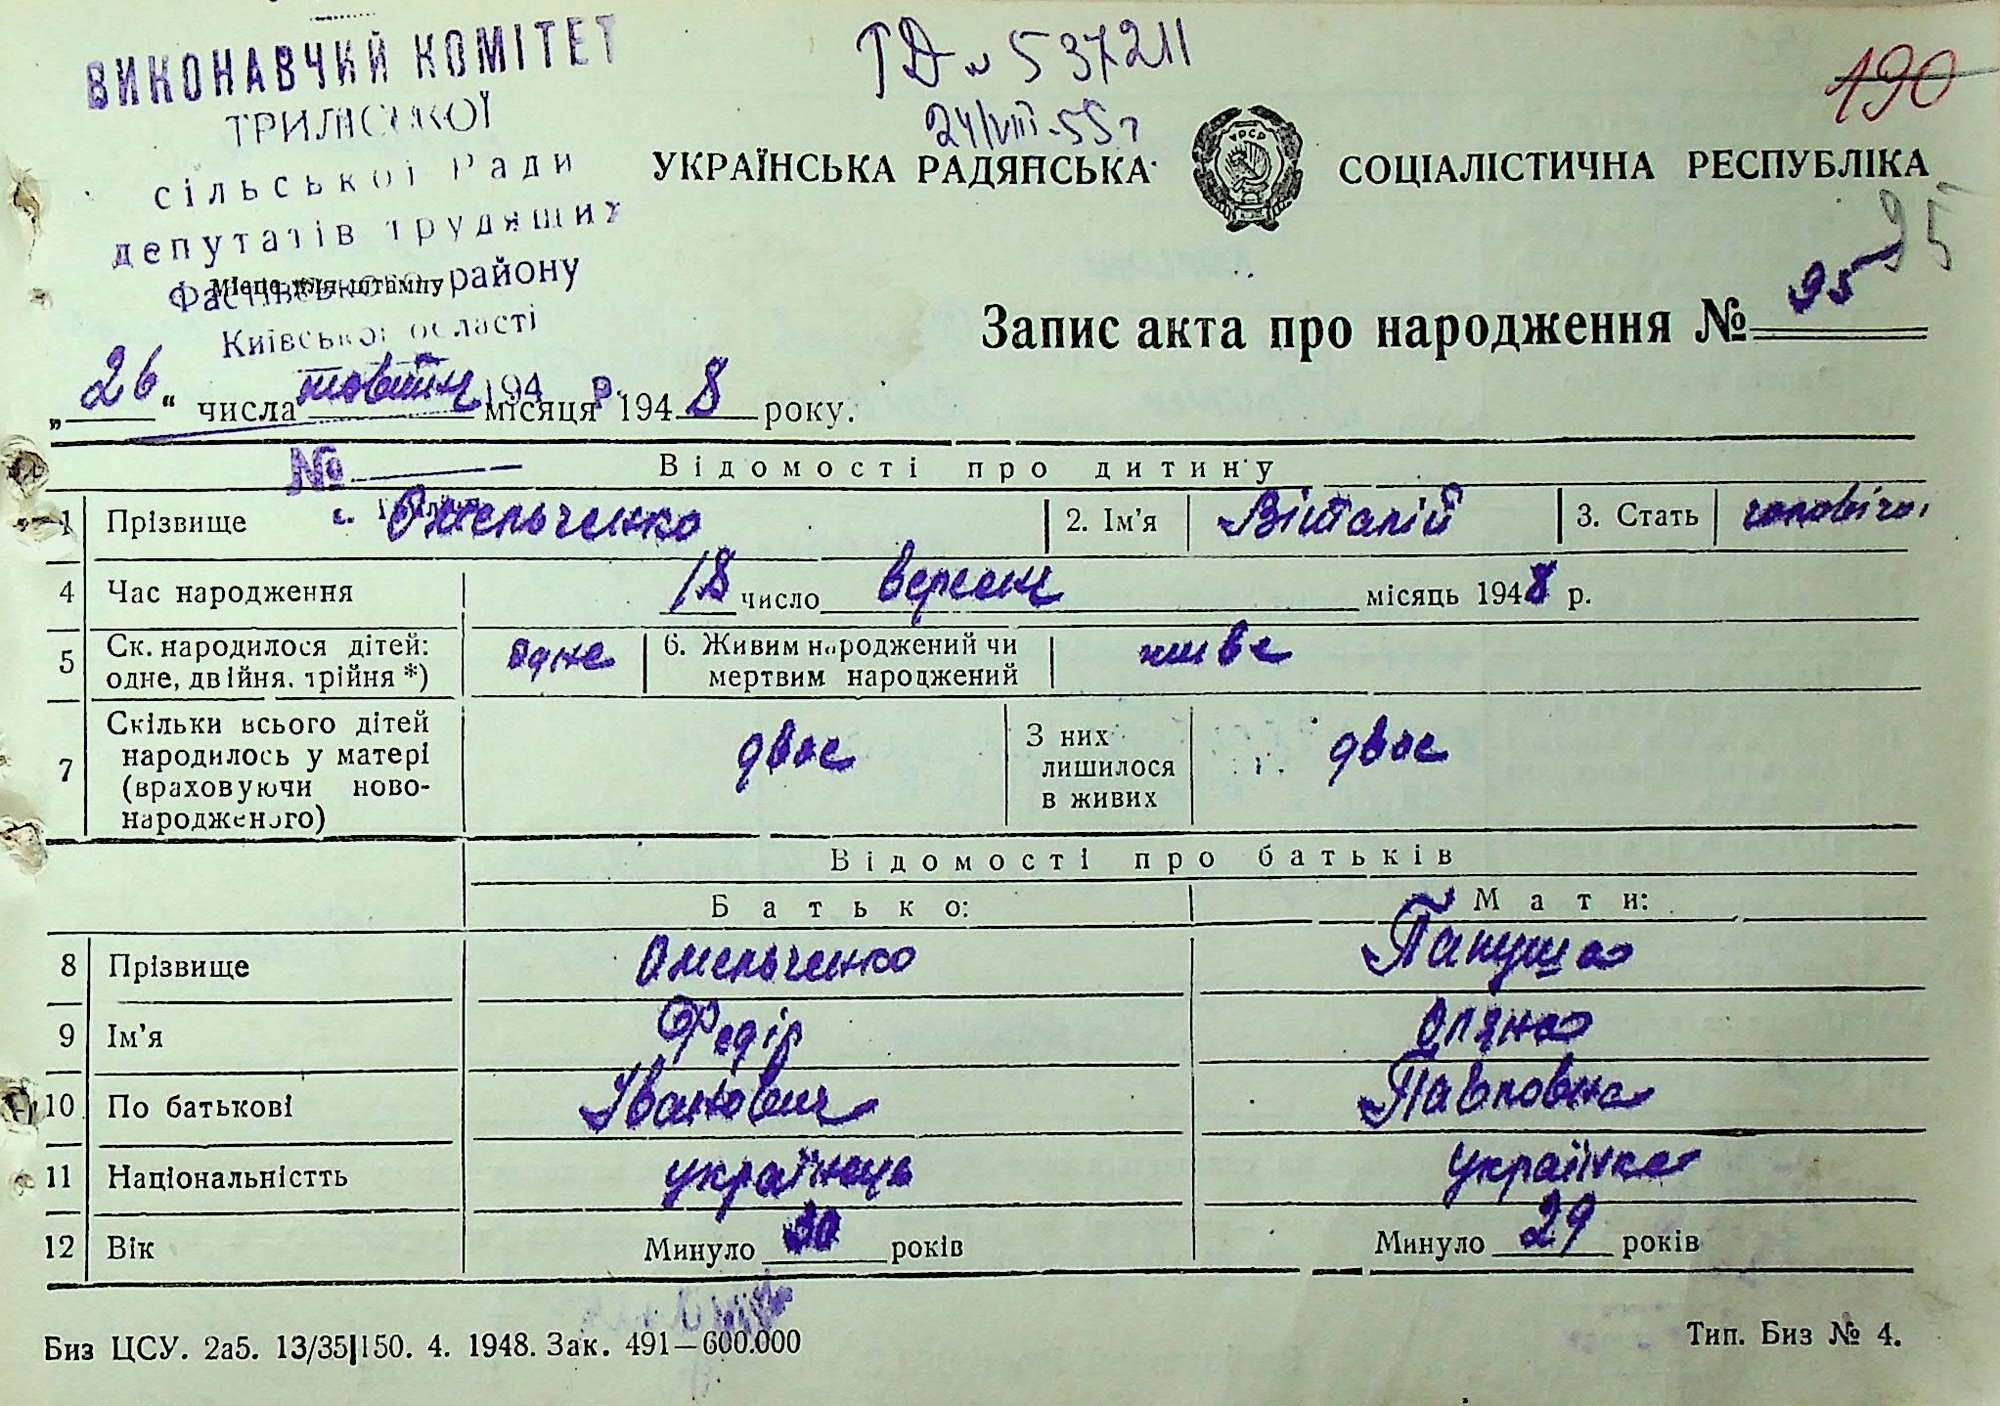 ВИКОНАВЧИЙ КОМІТЕТ
ТРИЛІСЬКОЇ
сільської Ради
депутатів трудящих
Фастівського району
Місце для штампу
Київської області
194 р.
№
ТД № 537211
24/VIII-55 г
190
УКРАЇНСЬКА РАДЯНСЬКА СОЦІАЛІСТИЧНА РЕСПУБЛІКА
УРСР
95
Запис акта про народження № 95
„26“ числа жовтня місяця 1948 року.
Відомості про дитину
1 Прізвище Омельченко 2. Ім'я Віталій 3. Стать
4 Час народження 18 число вересня місяць 1948 р.
5 Ск. народилося дітей: одне, двійня, трійня *) одне 6. Живим народжений чи мертвим народжений живе
7 Скільки всього дітей народилось у матері (враховуючи ново-народженого) двоє З них лишилося в живих двоє
Відомості про батьків
Батько: Мати:
8 Прізвище Омельченко Папуша
9 Ім'я Федір Оляна
10 По батькові Іванович Павловна
11 Національністть українець українка
12 Вік Минуло 30 років Минуло 29 років
Биз ЦСУ. 2а5. 13/35|150. 4. 1948. Зак. 491—600.000 Тип. Биз № 4.